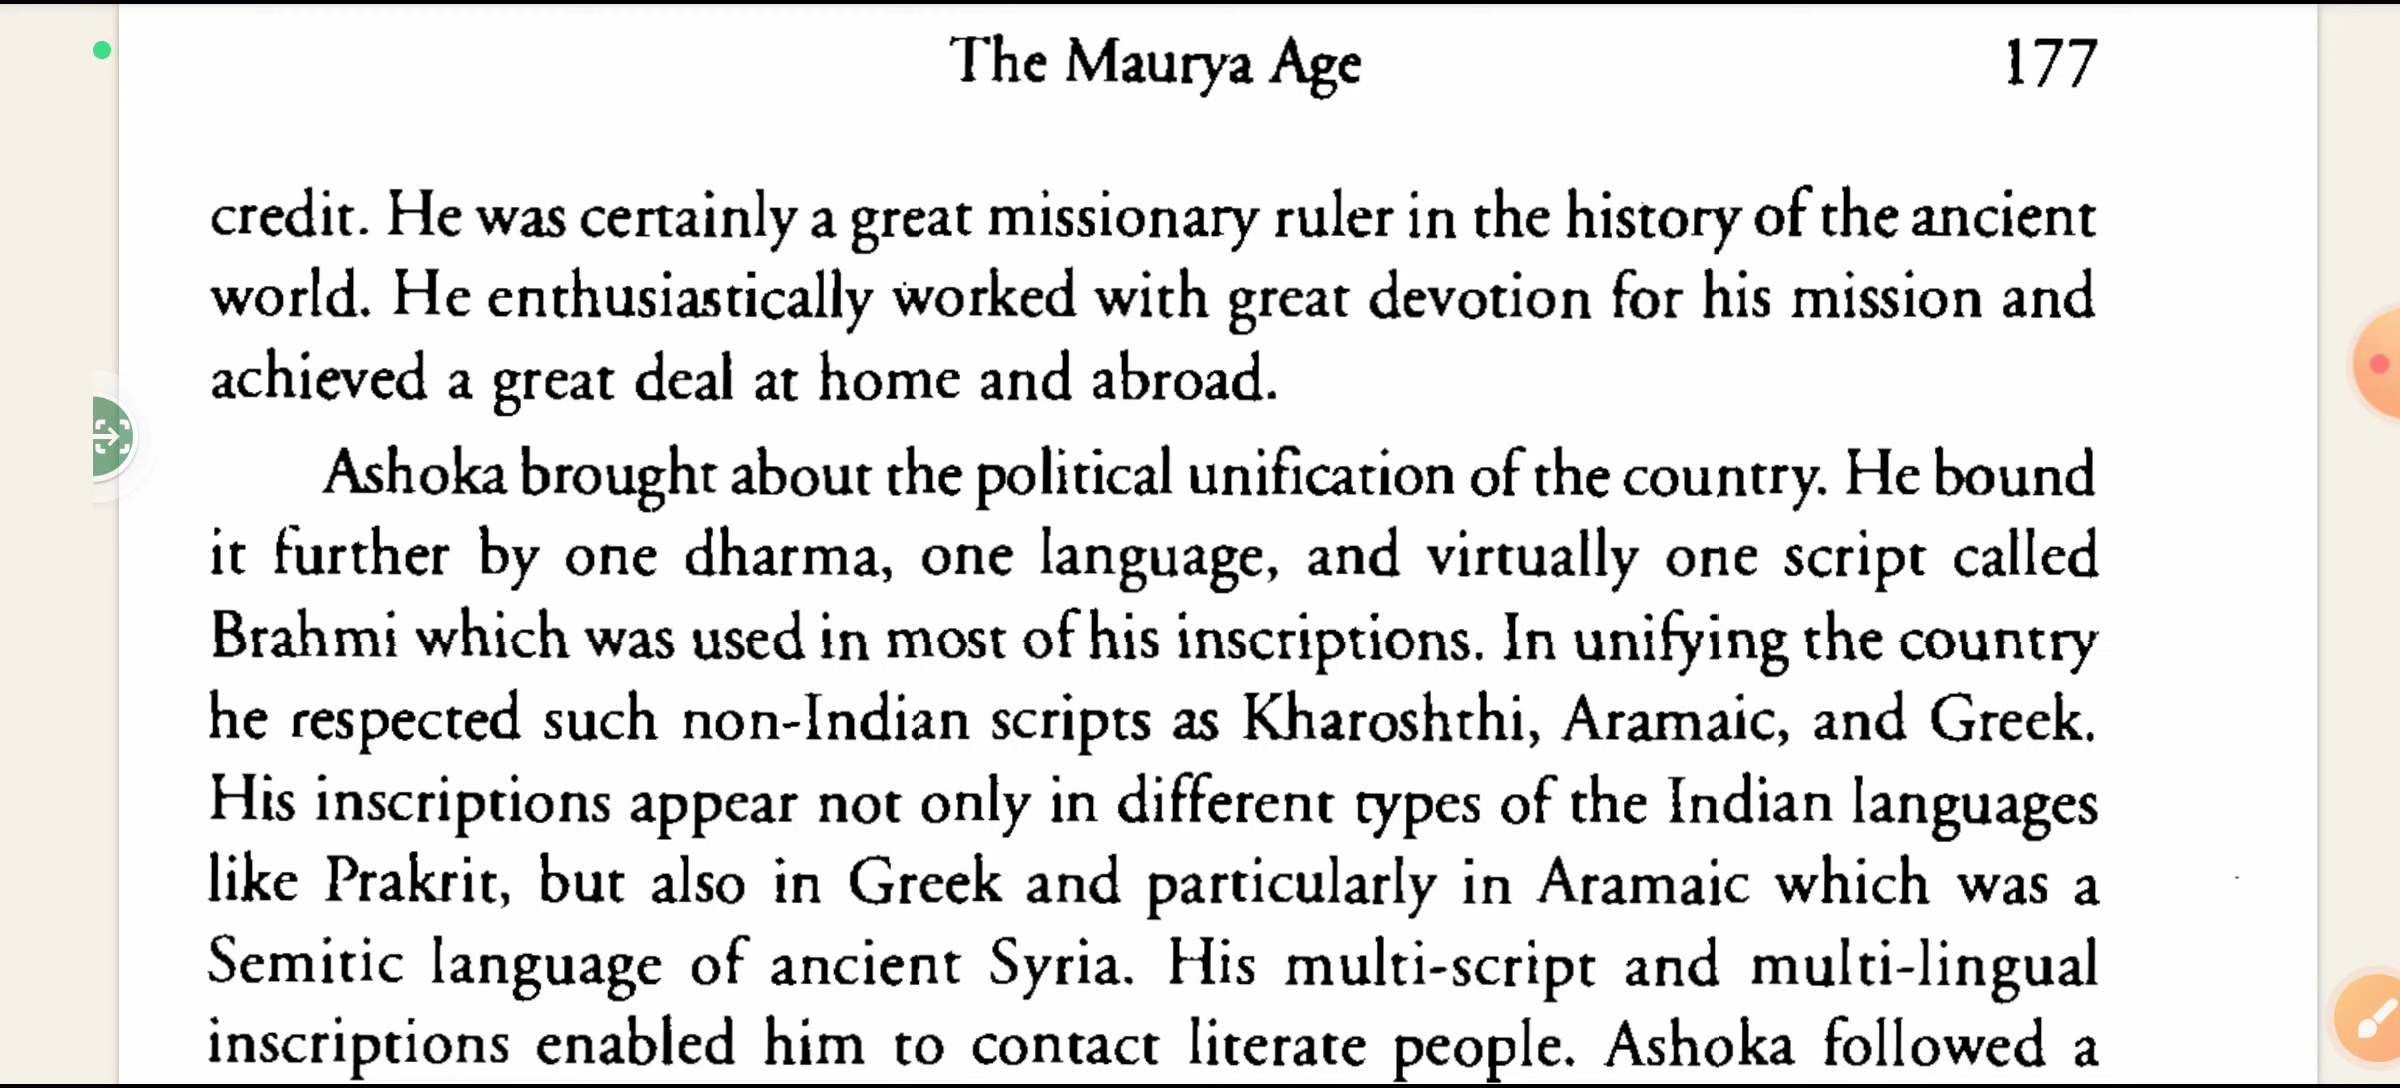 The Maurya Age 177
credit. He was certainly a great missionary ruler in the history of the ancient
world. He enthusiastically worked with great devotion for his mission and
achieved a great deal at home and abroad.
Ashoka brought about the political unification of the country. He bound
it further by one dharma, one language, and virtually one script called
Brahmi which was used in most of his inscriptions. In unifying the country
he respected such non-Indian scripts as Kharoshthi, Aramaic, and Greek.
His inscriptions appear not only in different types of the Indian languages
like Prakrit, but also in Greek and particularly in Aramaic which was a
Semitic language of ancient Syria. His multi-script and multi-lingual
inscriptions enabled him to contact literate people. Ashoka followed a